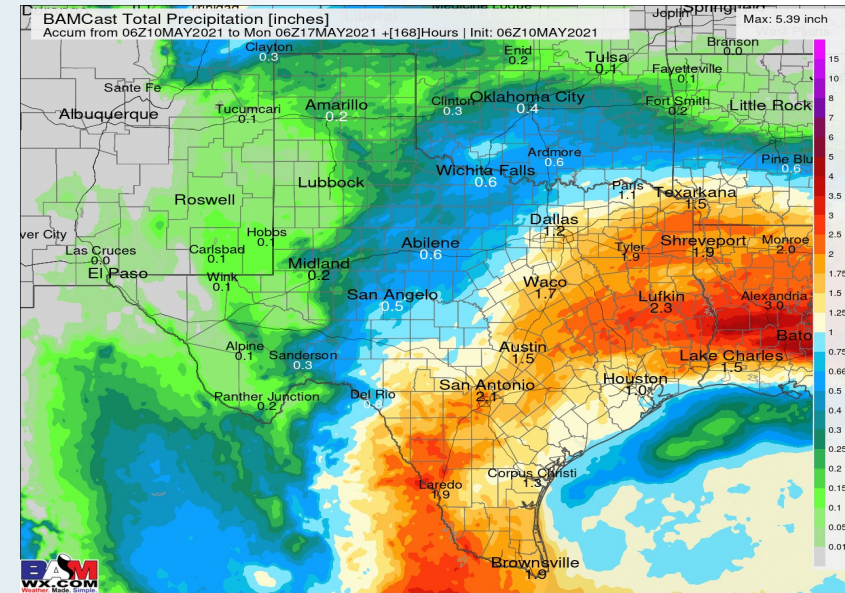 BAMCast Total Precipitation [inches]
Accum from 06Z10MAY2021 to Mon 06Z17MAY2021 +[168]Hours | Init: 06Z10MAY2021
Max: 5.39 inch
Joplin
Springfield
Clayton
0.3
Enid
0.2
Tulsa
0.1
Branson
0.0
Santa Fe
Fayetteville
0.1
Albuquerque
Tucumcari
0.1
Amarillo
0.2
Clinton
0.3
Oklahoma City
0.4
Fort Smith
0.2
Little Rock
Ardmore
0.6
Wichita Falls
0.6
Pine Blu
0.6
Roswell
Lubbock
Paris
1.1
Texarkana
1.5
ver City
Las Cruces
0.0
El Paso
Hobbs
0.1
Carlsbad
0.1
Wink
0.1
Midland
0.2
Abilene
0.6
Dallas
1.2
Tyler
1.9
Shreveport
1.9
Monroe
2.0
San Angelo
0.5
Waco
1.7
Lufkin
2.3
Alexandria
3.0
Bato
Alpine
0.1
Sanderson
0.3
Austin
1.5
Lake Charles
1.5
Panther Junction
0.2
Del Rio
San Antonio
2.1
Houston
1.0
Laredo
1.9
Corpus Christi
1.3
Brownsville
1.9
15
10
8
7
6
5
4
3.5
3
2.5
2
1.75
1.5
1.25
1
0.75
0.66
0.5
0.4
0.3
0.25
0.2
0.15
0.1
0.05
0.01
BAM
WX.COM
Weather. Made. Simple.